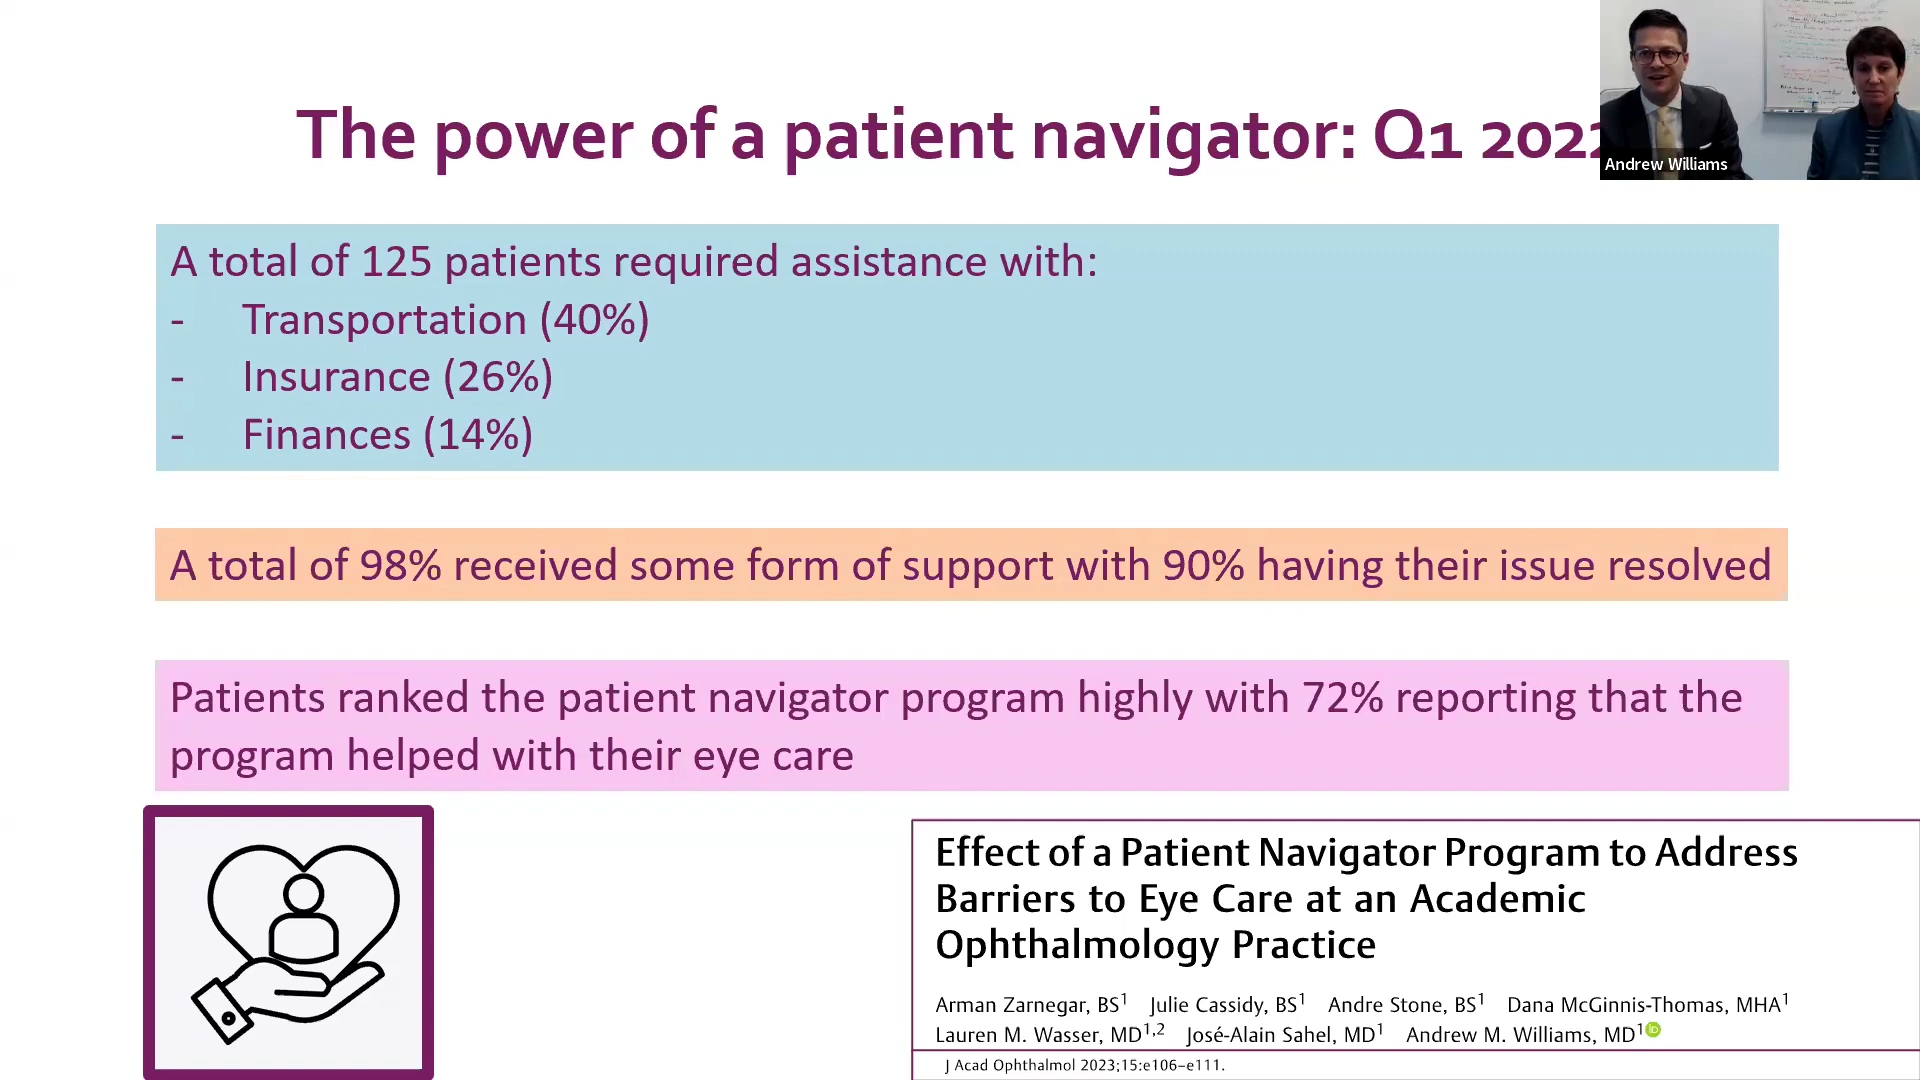 The power of a patient navigator: Q1 2022
Andrew Williams
A total of 125 patients required assistance with:
- Transportation (40%)
- Insurance (26%)
- Finances (14%)
A total of 98% received some form of support with 90% having their issue resolved
Patients ranked the patient navigator program highly with 72% reporting that the
program helped with their eye care
Effect of a Patient Navigator Program to Address
Barriers to Eye Care at an Academic
Ophthalmology Practice
Arman Zarnegar, BS1 Julie Cassidy, BS1 Andre Stone, BS1 Dana McGinnis-Thomas, MHA1
Lauren M. Wasser, MD1,2 José-Alain Sahel, MD1 Andrew M. Williams, MD1 iD
J Acad Ophthalmol 2023;15:e106–e111.